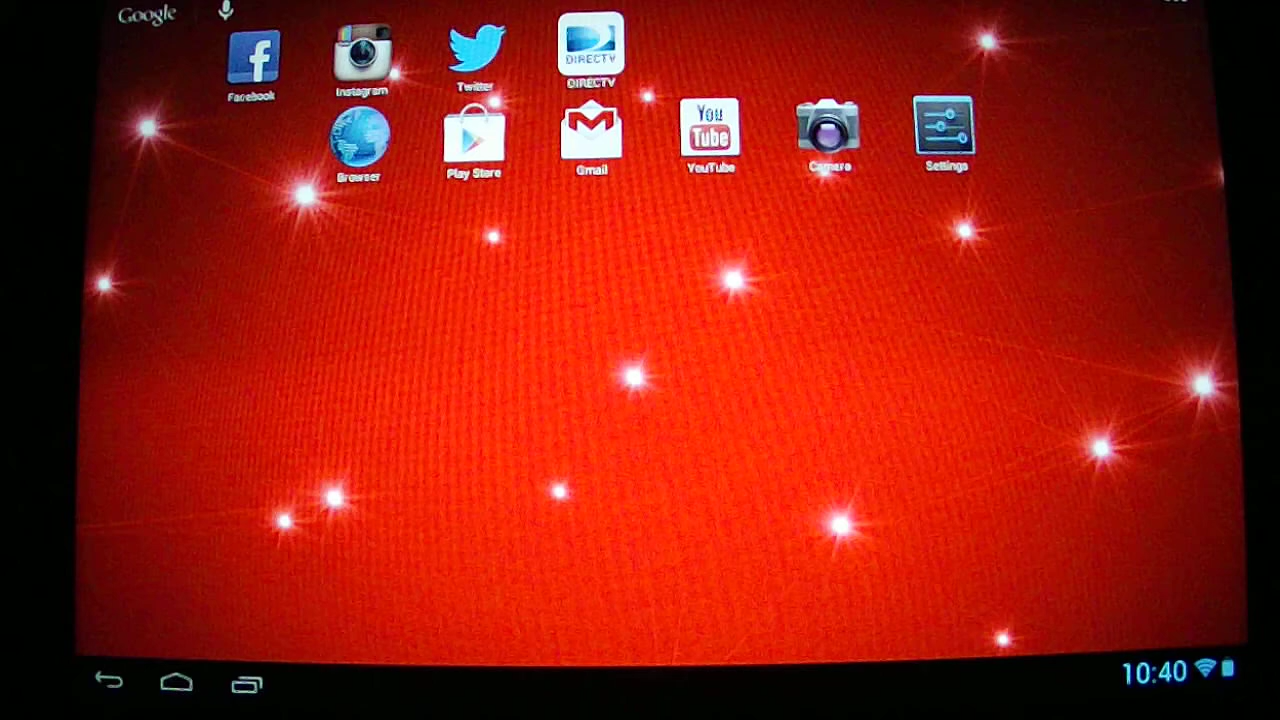 Google
Facebook
Instagram
Twitter
DIRECTV
DIRECTV
Browser
Play Store
Gmail
You
Tube
YouTube
Camera
Settings
10:40